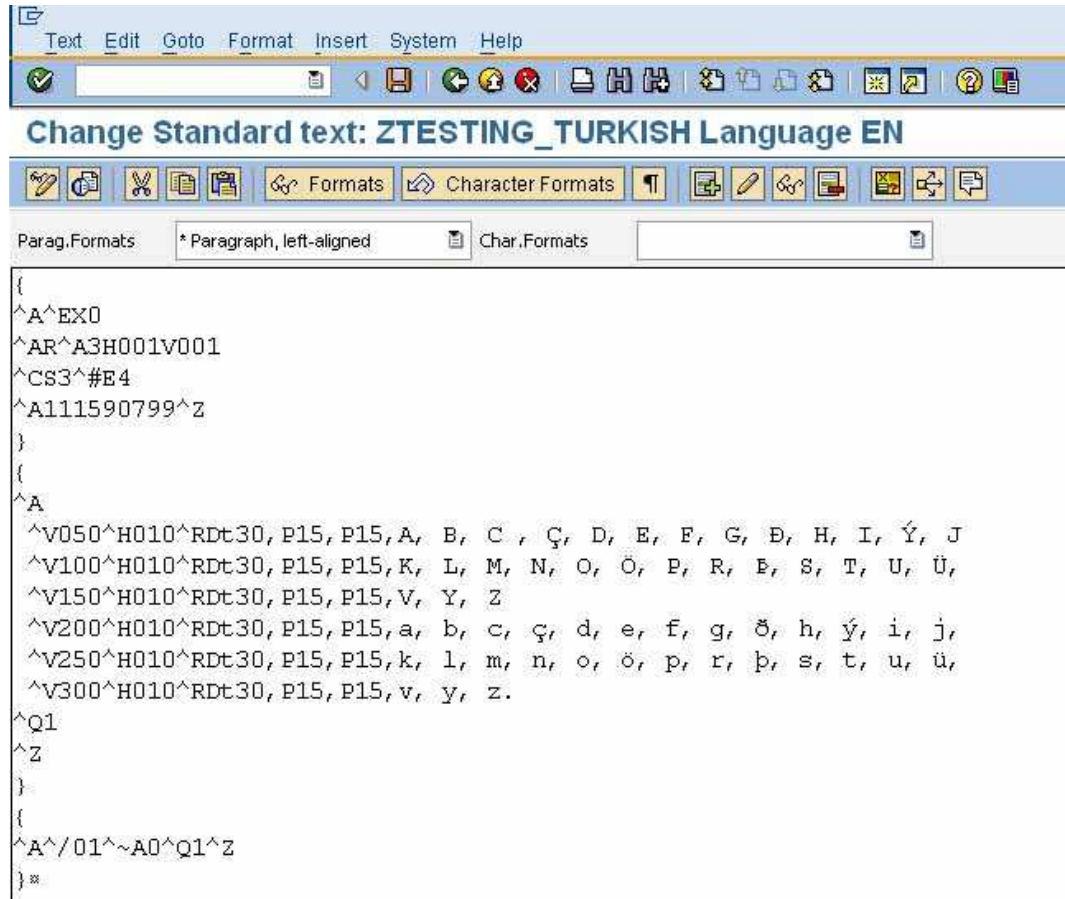 Text Edit Goto Format Insert System Help
Change Standard text: ZTESTING_TURKISH Language EN
Formats Character Formats
Parag.Formats * Paragraph, left-aligned Char.Formats
{
^A^EX0
^AR^A3H001V001
^CS3^#E4
^A111590799^Z
}
{
^A
^V050^H010^RDt30,P15,P15,A, B, C , Ç, D, E, F, G, Đ, H, I, Ý, J
^V100^H010^RDt30,P15,P15,K, L, M, N, O, Ö, P, R, Þ, S, T, U, Ü,
^V150^H010^RDt30,P15,P15,V, Y, Z
^V200^H010^RDt30,P15,P15,a, b, c, ç, d, e, f, g, ð, h, ý, i, j,
^V250^H010^RDt30,P15,P15,k, l, m, n, o, ö, p, r, þ, s, t, u, ü,
^V300^H010^RDt30,P15,P15,v, y, z.
^Q1
^Z
}
{
^A^/01^~A0^Q1^Z
}¤